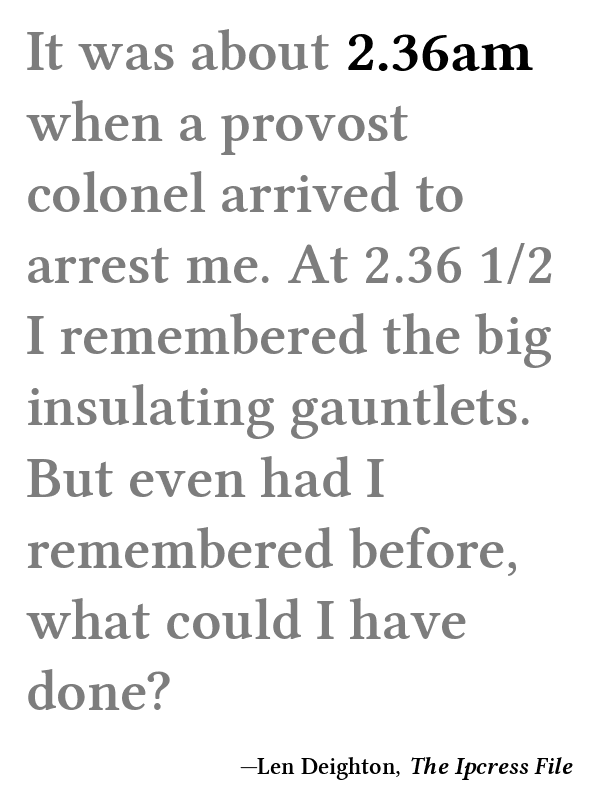 It was about 2.36am
when a provost
colonel arrived to
arrest me. At 2.36 1/2
I remembered the big
insulating gauntlets.
But even had I
remembered before,
what could I have
done?
—Len Deighton, The Ipcress File